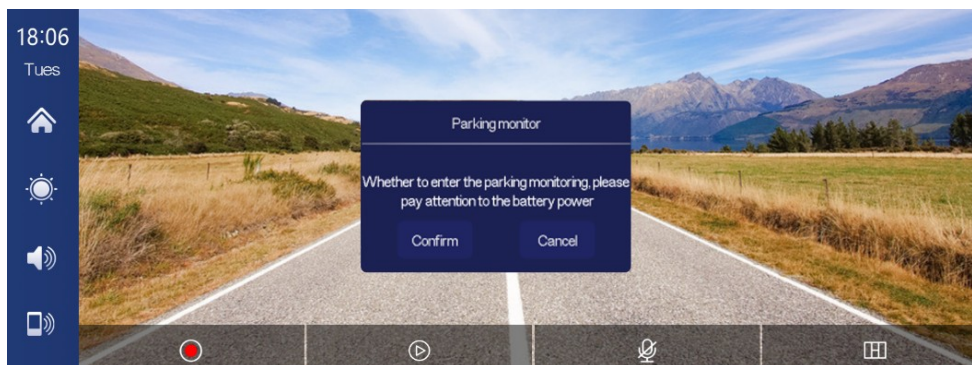 18:06
Tues
Parking monitor
Whether to enter the parking monitoring, please
pay attention to the battery power
Confirm
Cancel